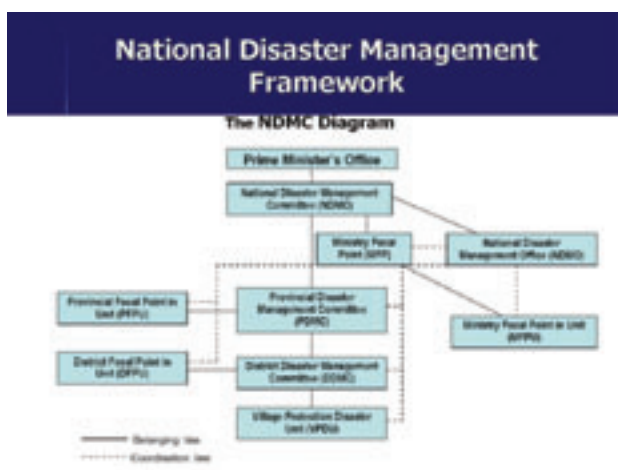 National Disaster Management
Framework
The NDMC Diagram
Prime Minister's Office
National Disaster Management
Committee (NDMC)
Ministry Focal
Point (MFP)
National Disaster
Management Office (NDMO)
Provincial Focal Point in
Unit (PFPU)
Provincial Disaster
Management Committee
(PDMC)
Ministry Focal Point in Unit
(MFPU)
District Focal Point in
Unit (DFPU)
District Disaster Management
Committee (DDMC)
Village Protection Disaster
Unit (VPDU)
Belonging line
Coordination line